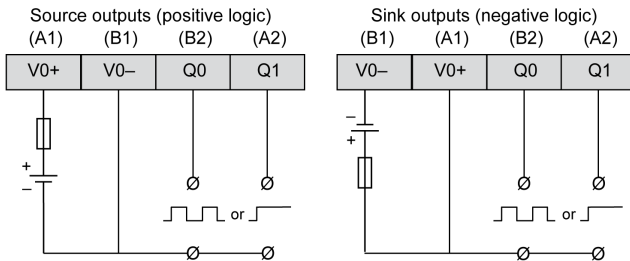 Source outputs (positive logic)
(A1) (B1) (B2) (A2)
V0+ V0– Q0 Q1
+
–
or
Sink outputs (negative logic)
(B1) (A1) (B2) (A2)
V0– V0+ Q0 Q1
–
+
or